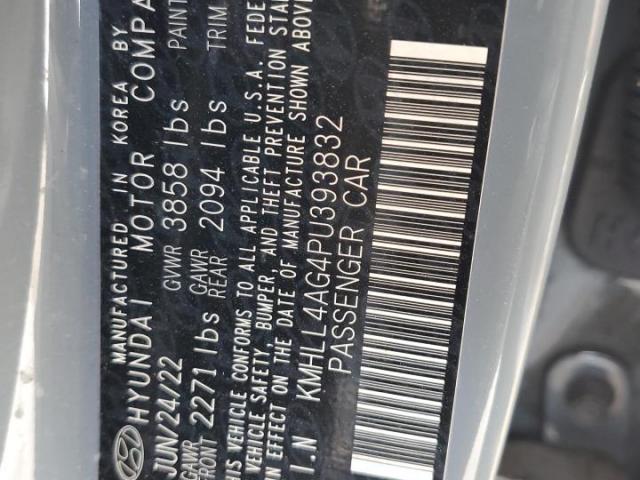 MANUFACTURED IN KOREA BY
HYUNDAI MOTOR COMPA
JUN/24/22 GVWR 3858 lbs PAINT
GAWR FRONT 2271 lbs GAWR REAR 2094 lbs TRIM
THIS VEHICLE CONFORMS TO ALL APPLICABLE U.S.A. FEDE
VEHICLE SAFETY BUMPER, AND THEFT PREVENTION STAN
IN EFFECT ON THE DATE OF MANUFACTURE SHOWN ABOVE
I.N KMHLL4AG4PU393832
PASSENGER CAR